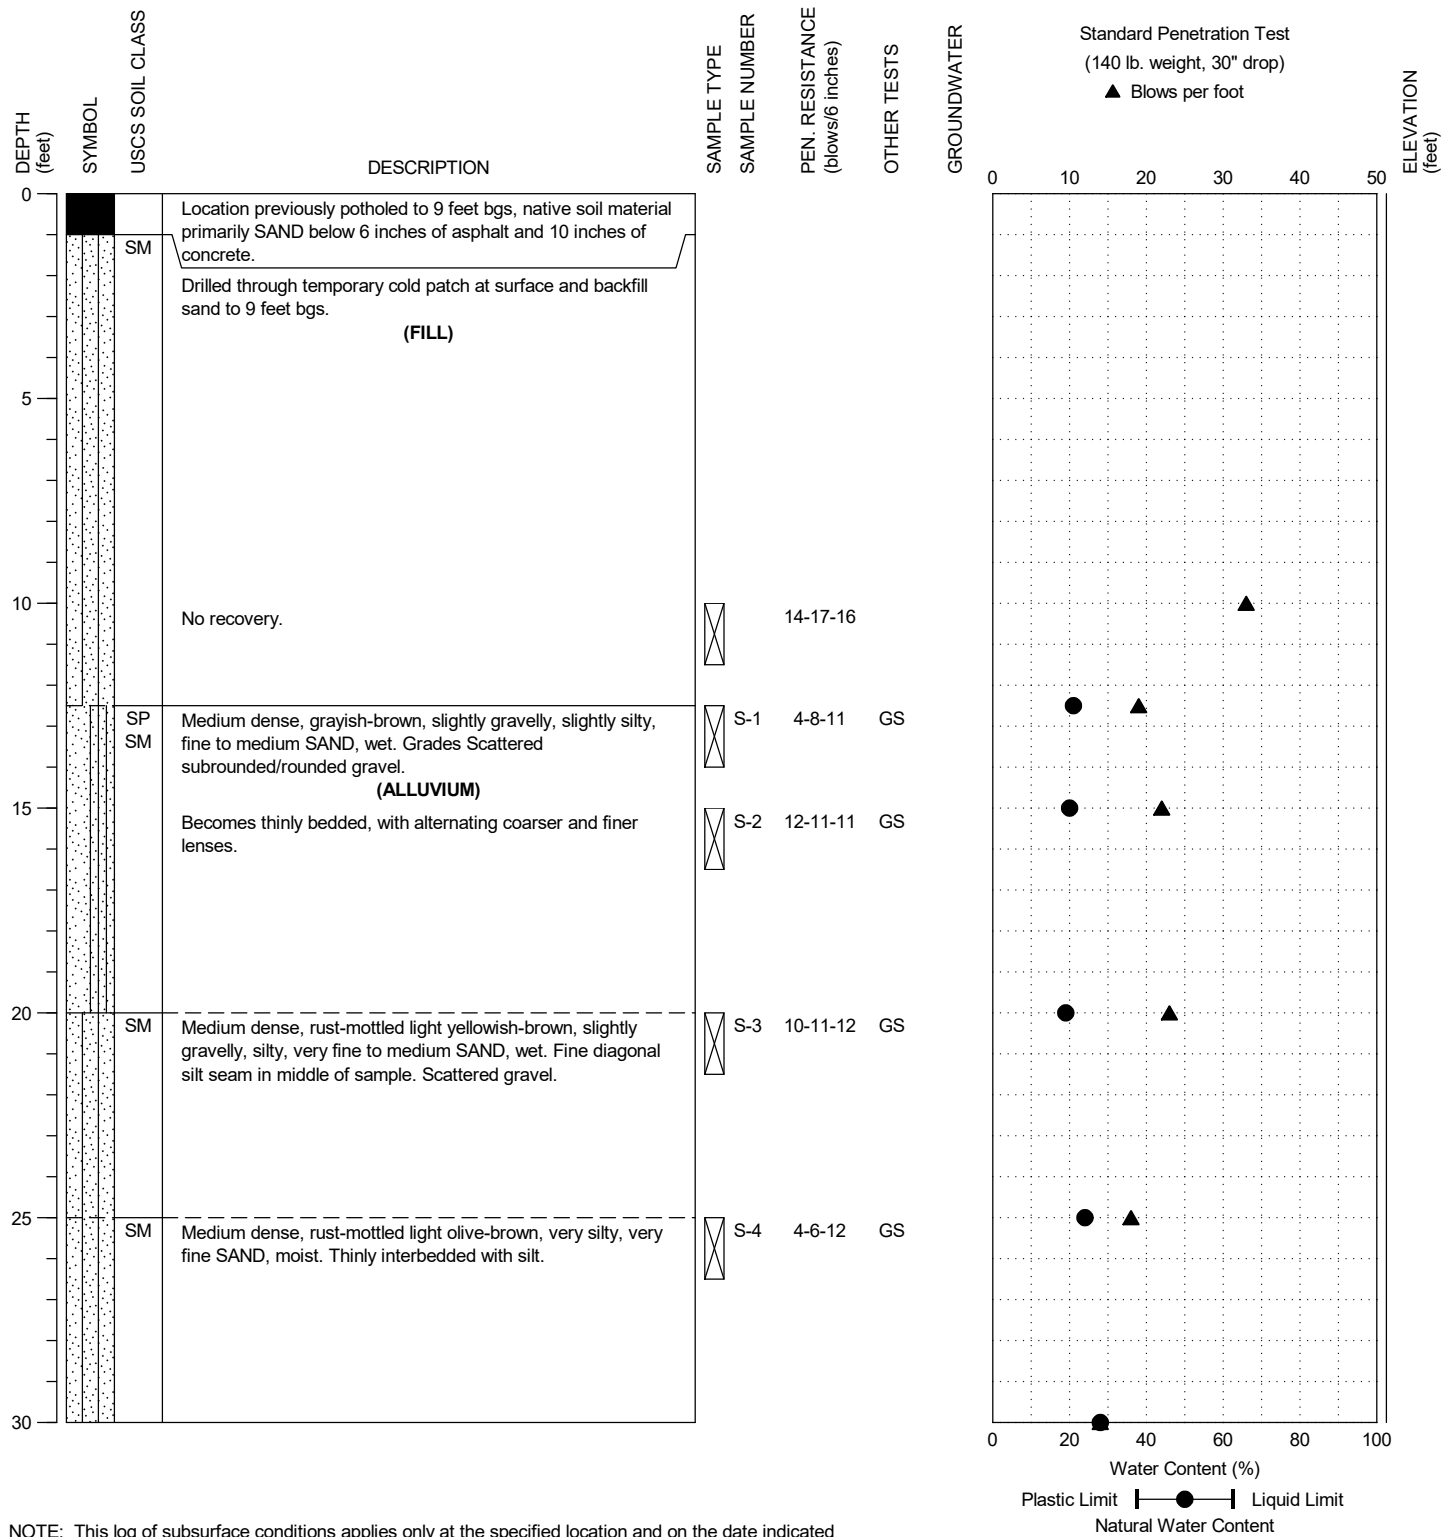 DEPTH
(feet)
SYMBOL
USCS SOIL CLASS
DESCRIPTION
SAMPLE TYPE
SAMPLE NUMBER
PEN. RESISTANCE
(blows/6 inches)
OTHER TESTS
GROUNDWATER
Standard Penetration Test
(140 lb. weight, 30" drop)
▲ Blows per foot
ELEVATION
(feet)
0 10 20 30 40 50
0
Location previously potholed to 9 feet bgs, native soil material
primarily SAND below 6 inches of asphalt and 10 inches of
concrete.
SM
Drilled through temporary cold patch at surface and backfill
sand to 9 feet bgs.
(FILL)
5
10
No recovery.
14-17-16
SP
SM
Medium dense, grayish-brown, slightly gravelly, slightly silty,
fine to medium SAND, wet. Grades Scattered
subrounded/rounded gravel.
(ALLUVIUM)
S-1 4-8-11 GS
15
Becomes thinly bedded, with alternating coarser and finer
lenses.
S-2 12-11-11 GS
20
SM
Medium dense, rust-mottled light yellowish-brown, slightly
gravelly, silty, very fine to medium SAND, wet. Fine diagonal
silt seam in middle of sample. Scattered gravel.
S-3 10-11-12 GS
25
SM
Medium dense, rust-mottled light olive-brown, very silty, very
fine SAND, moist. Thinly interbedded with silt.
S-4 4-6-12 GS
30
0 20 40 60 80 100
Water Content (%)
Plastic Limit Liquid Limit
Natural Water Content
NOTE: This log of subsurface conditions applies only at the specified location and on the date indicated